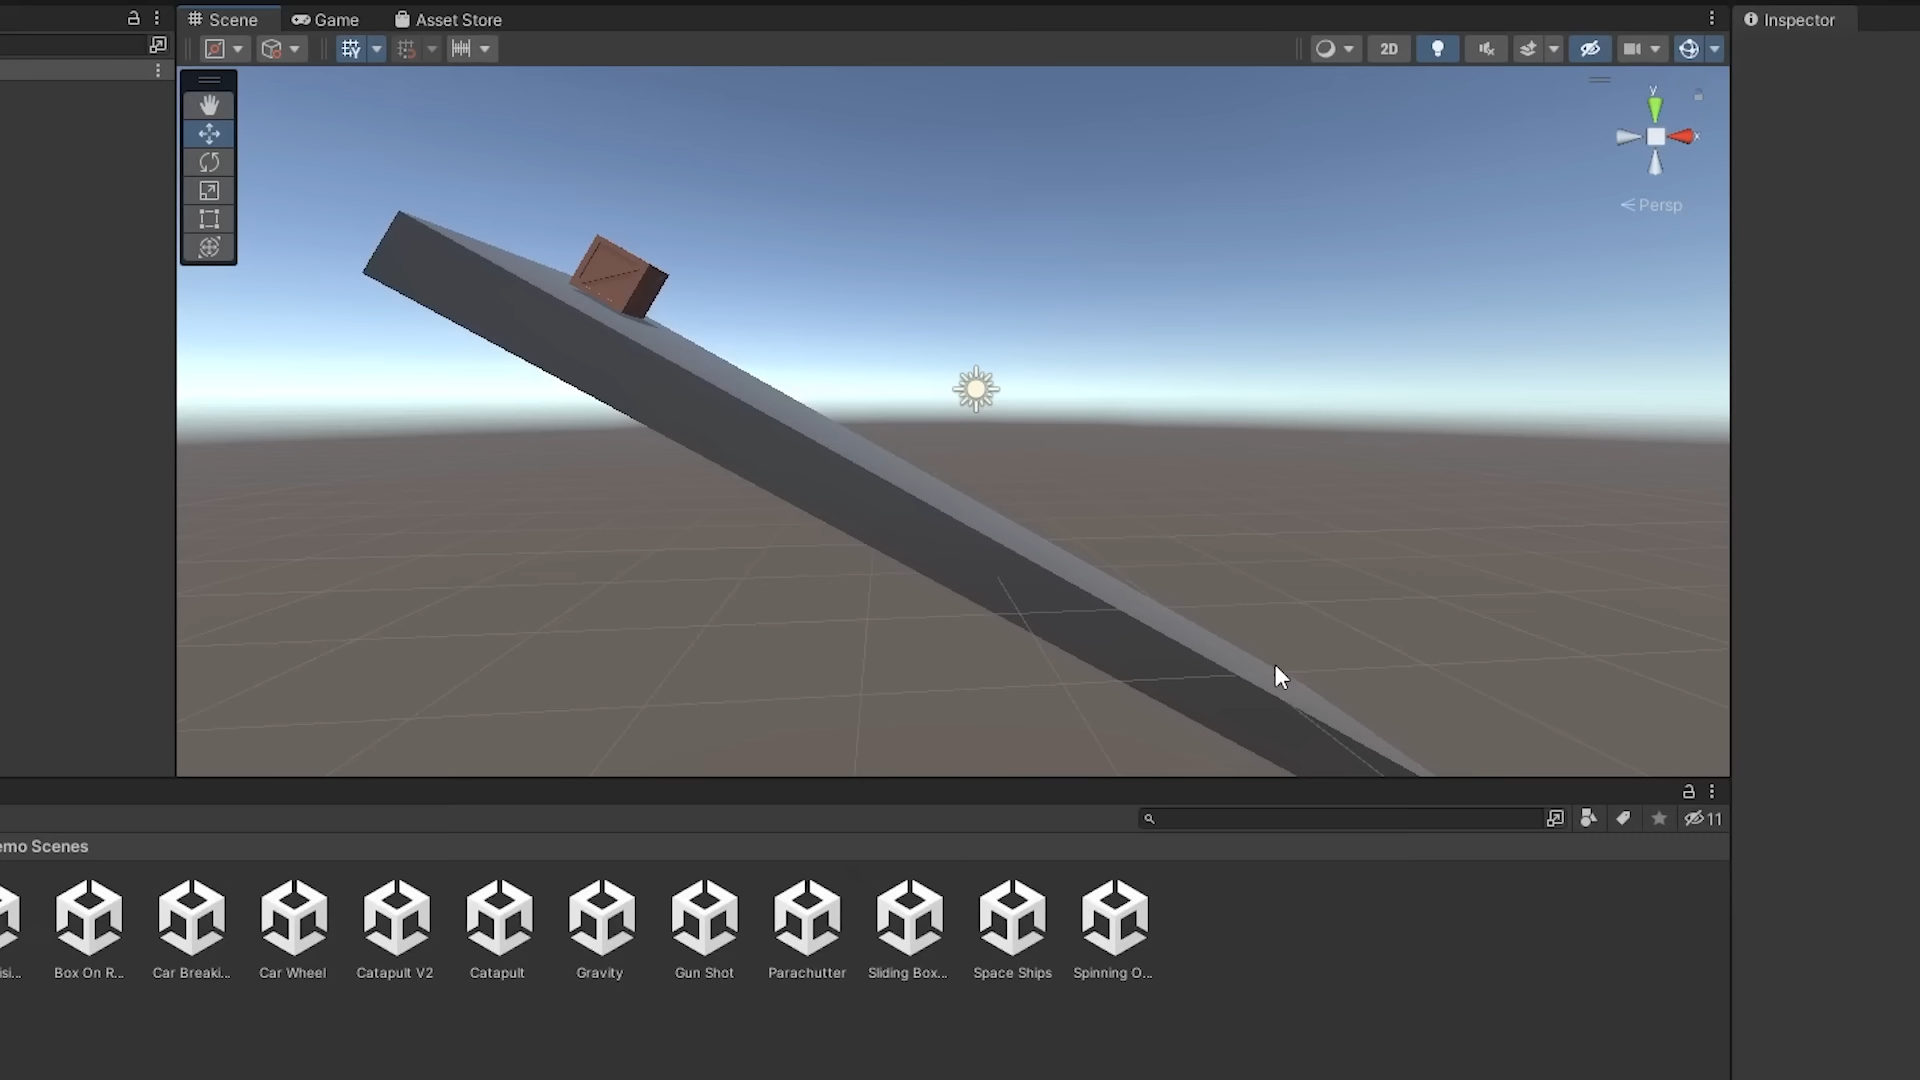 Scene
Game
Asset Store
Inspector
2D
y
x
Persp
11
emo Scenes
isi...
Box On R...
Car Breaki...
Car Wheel
Catapult V2
Catapult
Gravity
Gun Shot
Parachutter
Sliding Box...
Space Ships
Spinning O...